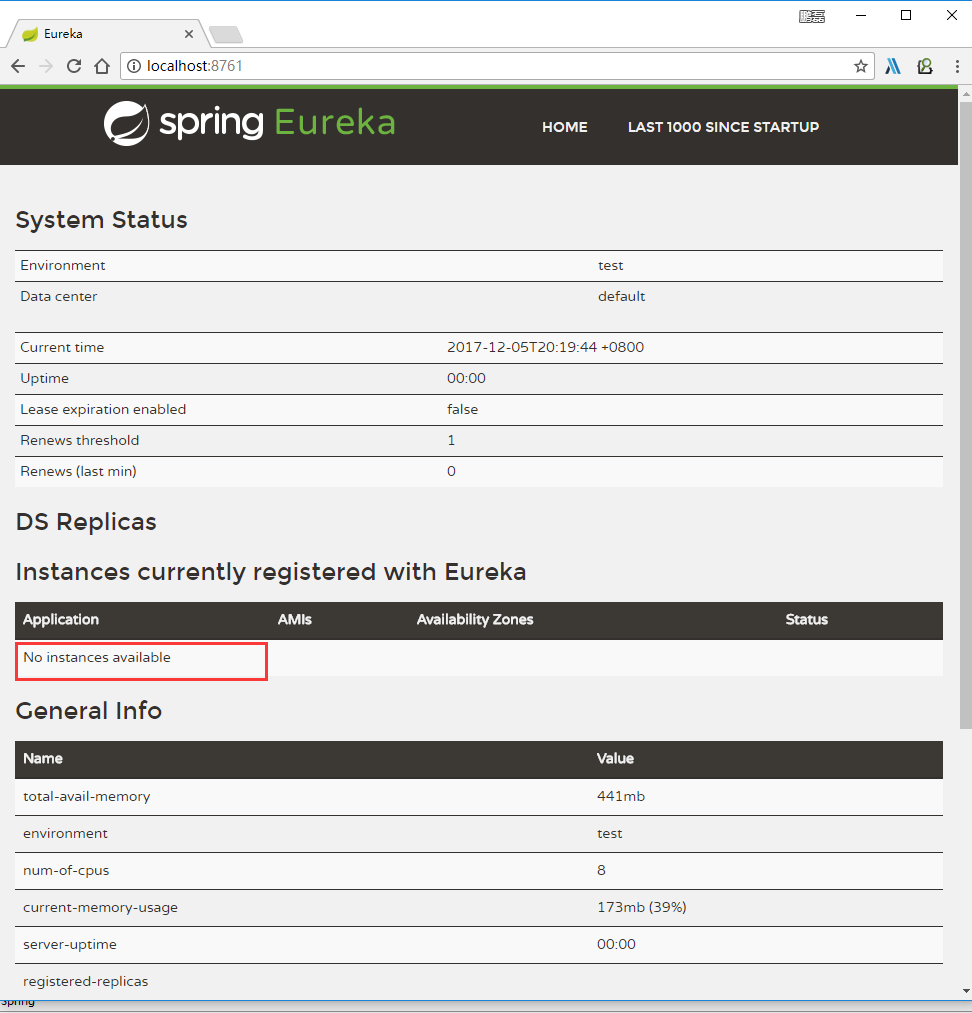 鹏磊
Eureka
localhost:8761
spring Eureka
HOME LAST 1000 SINCE STARTUP
System Status
Environment test
Data center default
Current time 2017-12-05T20:19:44 +0800
Uptime 00:00
Lease expiration enabled false
Renews threshold 1
Renews (last min) 0
DS Replicas
Instances currently registered with Eureka
Application AMIs Availability Zones Status
No instances available
General Info
Name Value
total-avail-memory 441mb
environment test
num-of-cpus 8
current-memory-usage 173mb (39%)
server-uptime 00:00
registered-replicas
spring